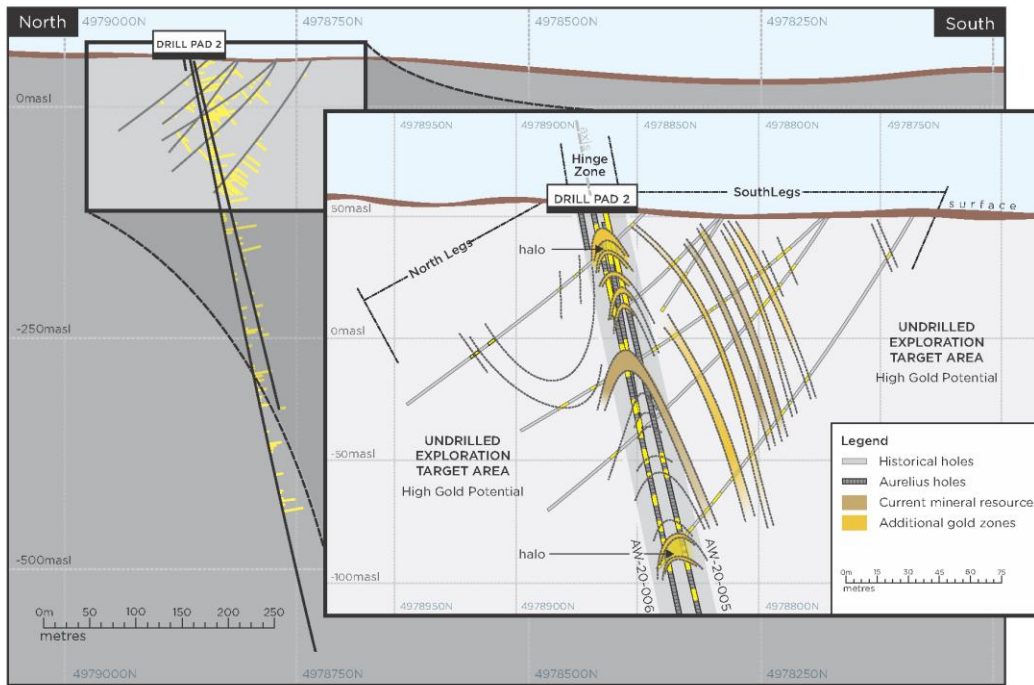 North
4979000N
4978750N
4978500N
4978250N
South
DRILL PAD 2
0masl
-250masl
-500masl
0m 50 100 150 200 250
metres
4979000N
4978750N
4978500N
4978250N
4978950N
4978900N
4978850N
4978800N
4978750N
axis
Hinge
Zone
DRILL PAD 2
SouthLegs
surface
North Legs
50masl
0masl
-50masl
-100masl
halo
halo
UNDRILLED
EXPLORATION
TARGET AREA
High Gold Potential
UNDRILLED
EXPLORATION
TARGET AREA
High Gold Potential
AW-20-006
AW-20-005
Legend
Historical holes
Aurelius holes
Current mineral resource
Additional gold zones
0m 15 30 45 60 75
metres
4978950N
4978900N
4978800N